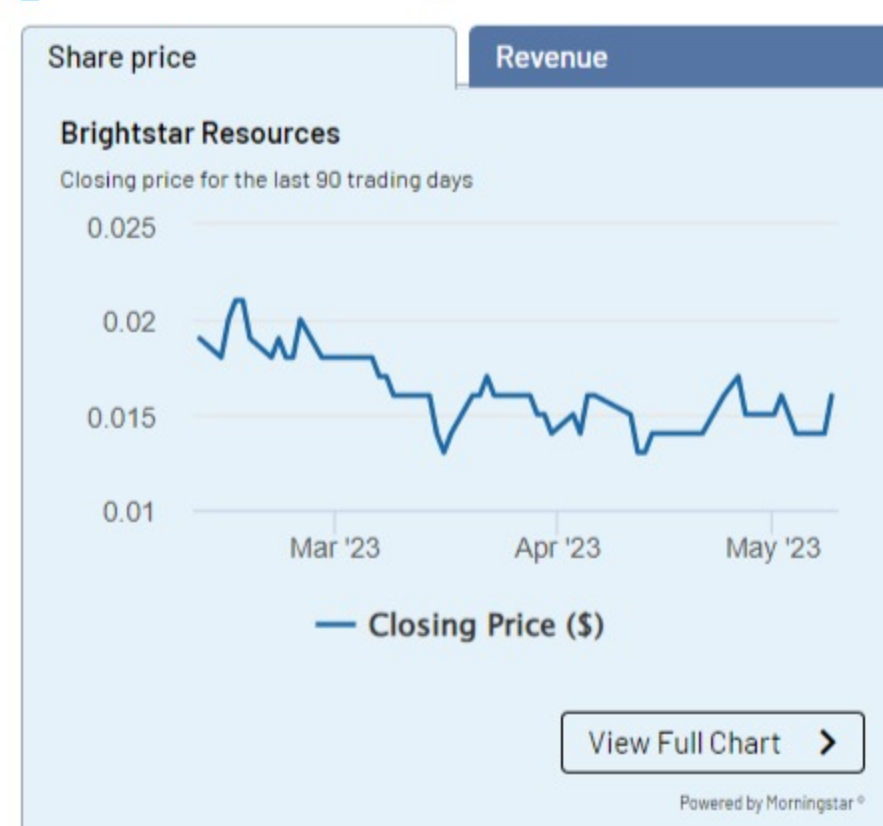 Share price
Revenue
Brightstar Resources
Closing price for the last 90 trading days
0.025
0.02
0.015
0.01
Mar '23
Apr '23
May '23
Closing Price ($)
View Full Chart
Powered by Morningstar ®